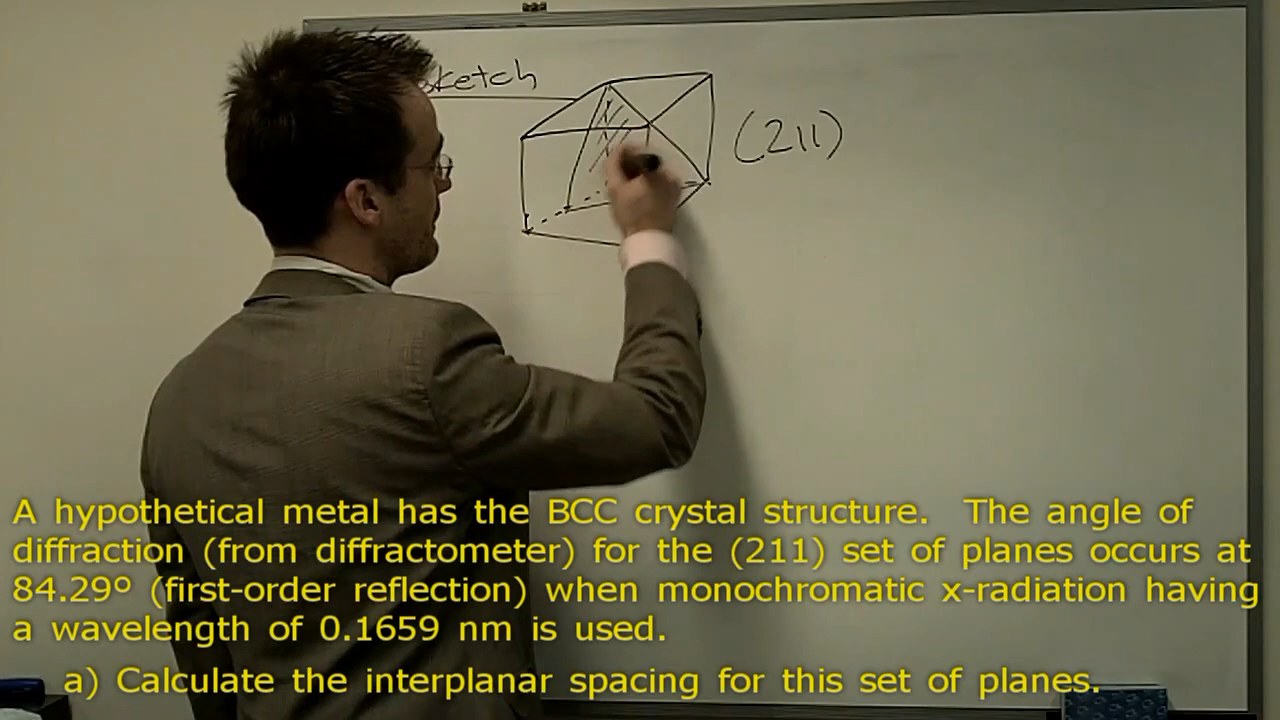 sketch
(211)
A hypothetical metal has the BCC crystal structure. The angle of
diffraction (from diffractometer) for the (211) set of planes occurs at
84.29º (first-order reflection) when monochromatic x-radiation having
a wavelength of 0.1659 nm is used.
a) Calculate the interplanar spacing for this set of planes.